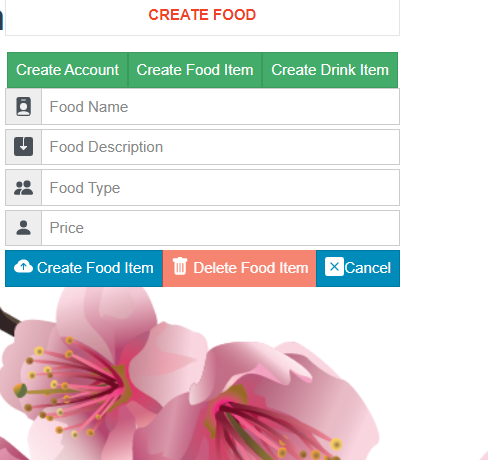 CREATE FOOD
Create Account Create Food Item Create Drink Item
Food Name
Food Description
Food Type
Price
Create Food Item Delete Food Item Cancel